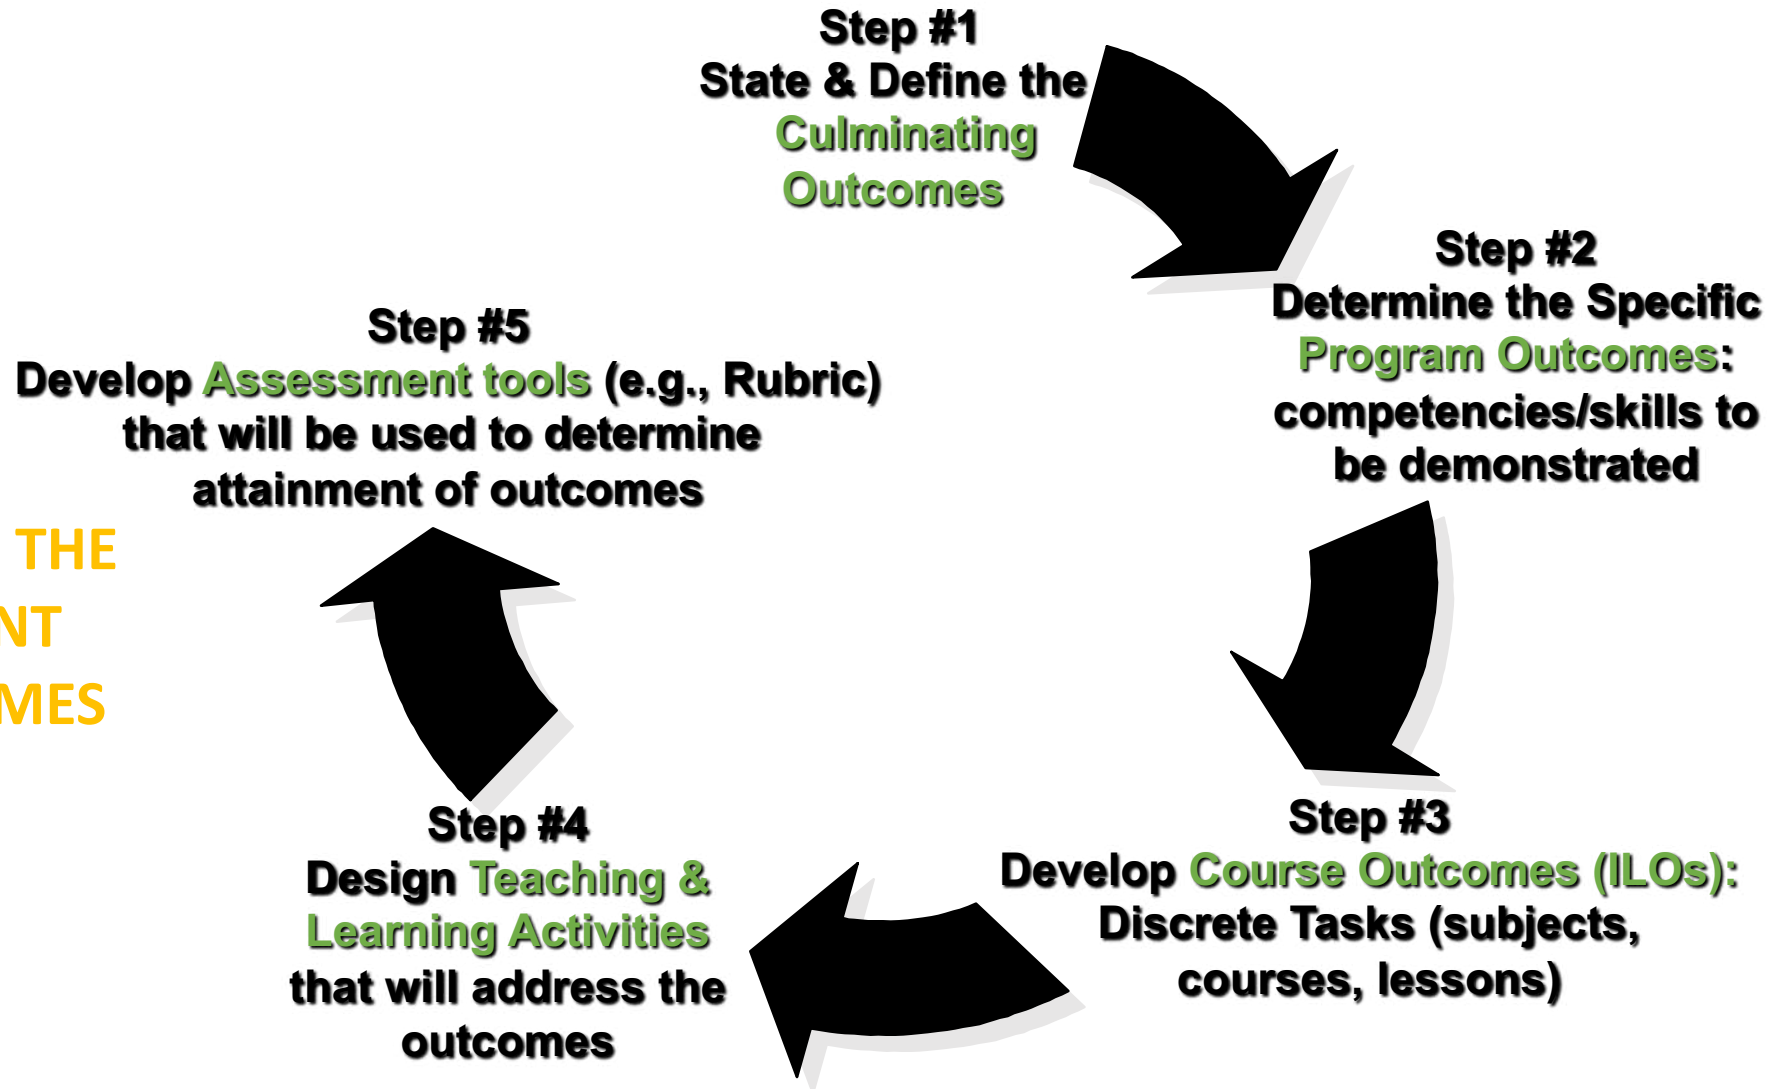 Step #1
State & Define the
Culminating
Outcomes
Step #2
Determine the Specific
Program Outcomes:
competencies/skills to
be demonstrated
Step #3
Develop Course Outcomes (ILOs):
Discrete Tasks (subjects,
courses, lessons)
Step #4
Design Teaching &
Learning Activities
that will address the
outcomes
Step #5
Develop Assessment tools (e.g., Rubric)
that will be used to determine
attainment of outcomes
THE